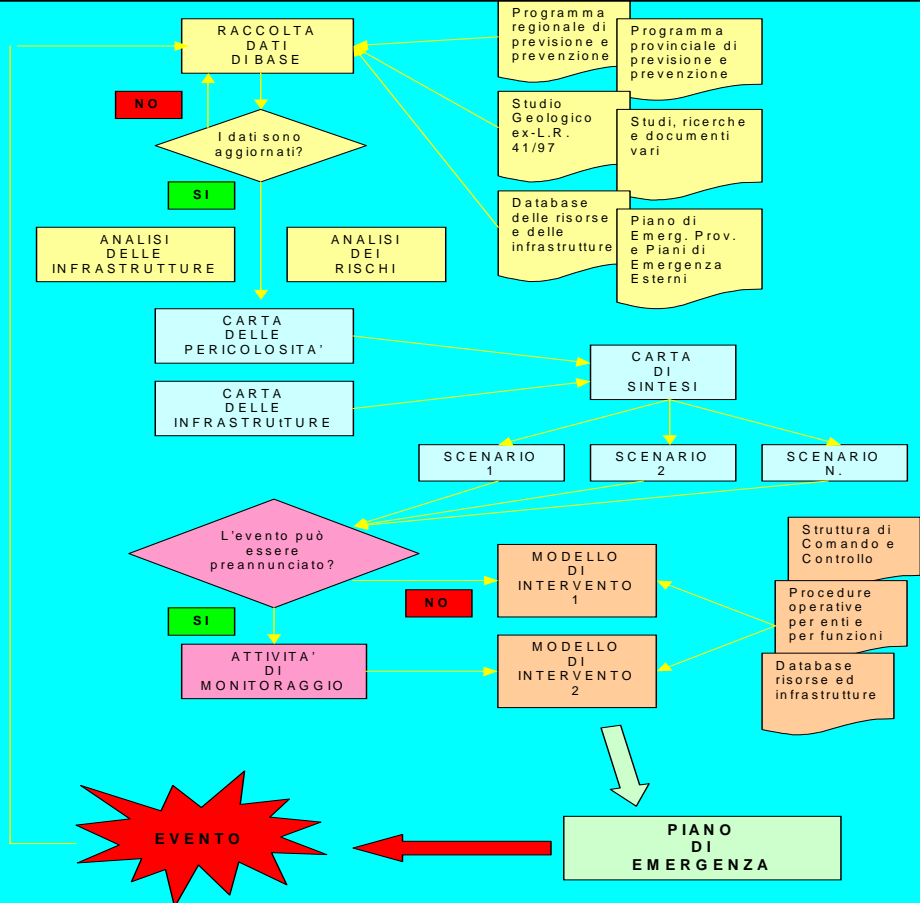 RACCOLTA
DATI
DI BASE
Programma
regionale di
previsione e
prevenzione
Programma
provinciale di
previsione e
prevenzione
NO
I dati sono
aggiornati?
Studio
Geologico
ex-L.R.
41/97
Studi, ricerche
e documenti
vari
SI
Database
delle risorse
e delle
infrastrutture
Piano di
Emerg. Prov.
e Piani di
Emergenza
Esterni
ANALISI
DELLE
INFRASTRUTTURE
ANALISI
DEI
RISCHI
CARTA
DELLE
PERICOLOSITA'
CARTA
DELLE
INFRASTRUtTURE
CARTA
DI
SINTESI
SCENARIO
1
SCENARIO
2
SCENARIO
N.
L'evento può
essere
preannunciato?
MODELLO
DI
INTERVENTO
1
Struttura di
Comando e
Controllo
Procedure
operative
per enti e
per funzioni
Database
risorse ed
infrastrutture
NO
SI
ATTIVITA'
DI
MONITORAGGIO
MODELLO
DI
INTERVENTO
2
EVENTO
PIANO
DI
EMERGENZA